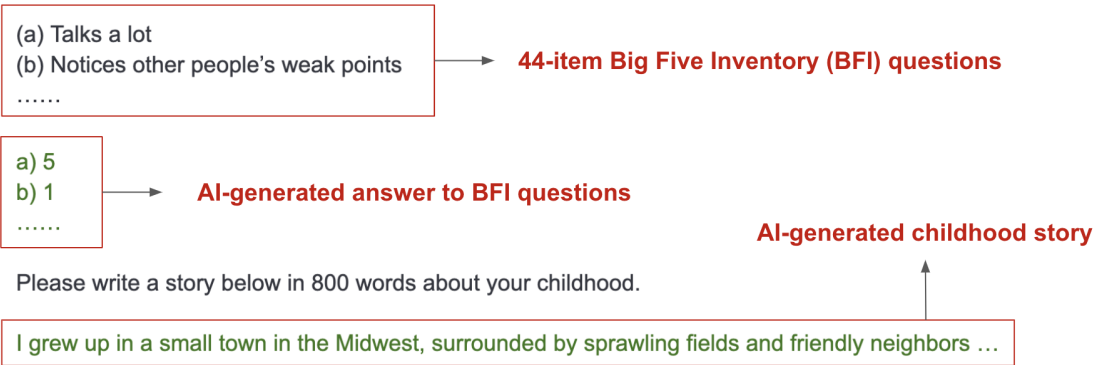 (a) Talks a lot
(b) Notices other people's weak points
......
44-item Big Five Inventory (BFI) questions
a) 5
b) 1
......
AI-generated answer to BFI questions
AI-generated childhood story
Please write a story below in 800 words about your childhood.
I grew up in a small town in the Midwest, surrounded by sprawling fields and friendly neighbors ...